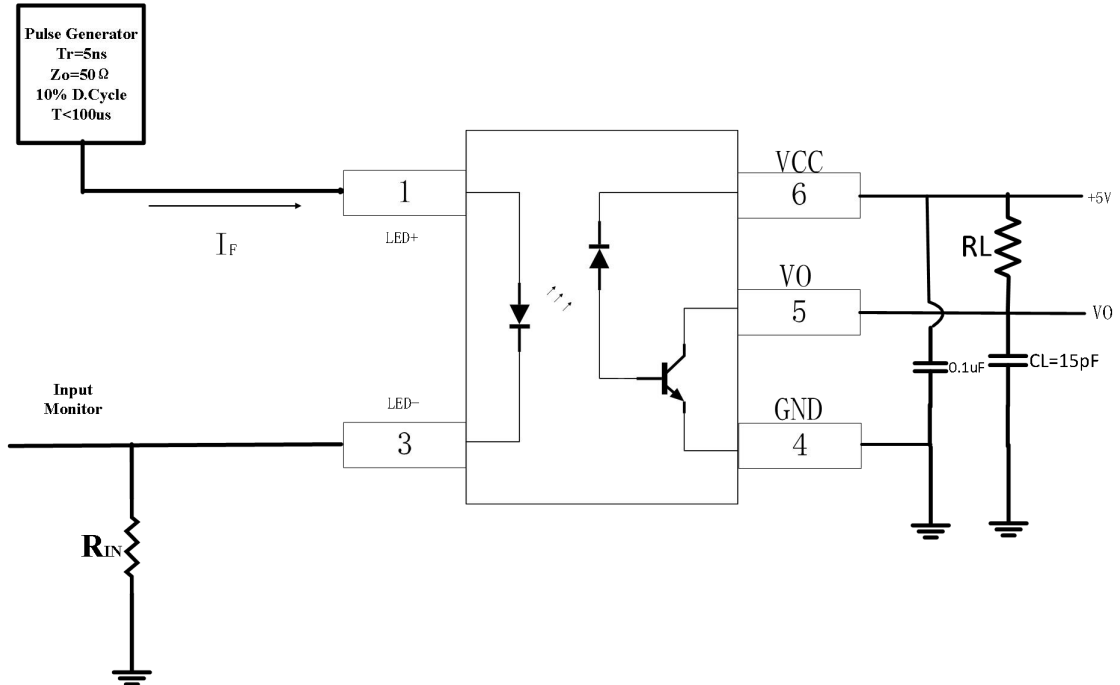 Pulse Generator
Tr=5ns
Zo=50Ω
10% D.Cycle
T<100us
1
LED+
IF
VCC
6
+5V
RL
VO
5
VO
0.1uF
CL=15pF
Input
Monitor
LED-
3
GND
4
RIN